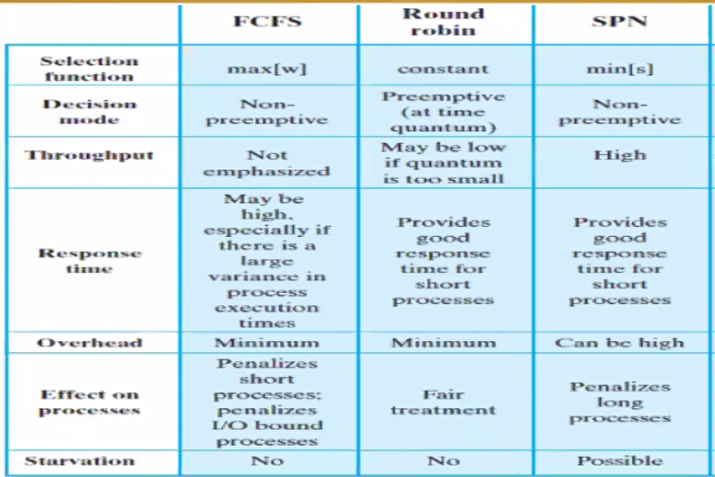 FCFS
Round
robin
SPN
Selection
function
max[w]
constant
min[s]
Decision
mode
Non-
preemptive
Preemptive
(at time
quantum)
Non-
preemptive
Throughput
Not
emphasized
May be low
if quantum
is too small
High
Response
time
May be
high,
especially if
there is a
large
variance in
process
execution
times
Provides
good
response
time for
short
processes
Provides
good
response
time for
short
processes
Overhead
Minimum
Minimum
Can be high
Effect on
processes
Penalizes
short
processes;
penalizes
I/O bound
processes
Fair
treatment
Penalizes
long
processes
Starvation
No
No
Possible